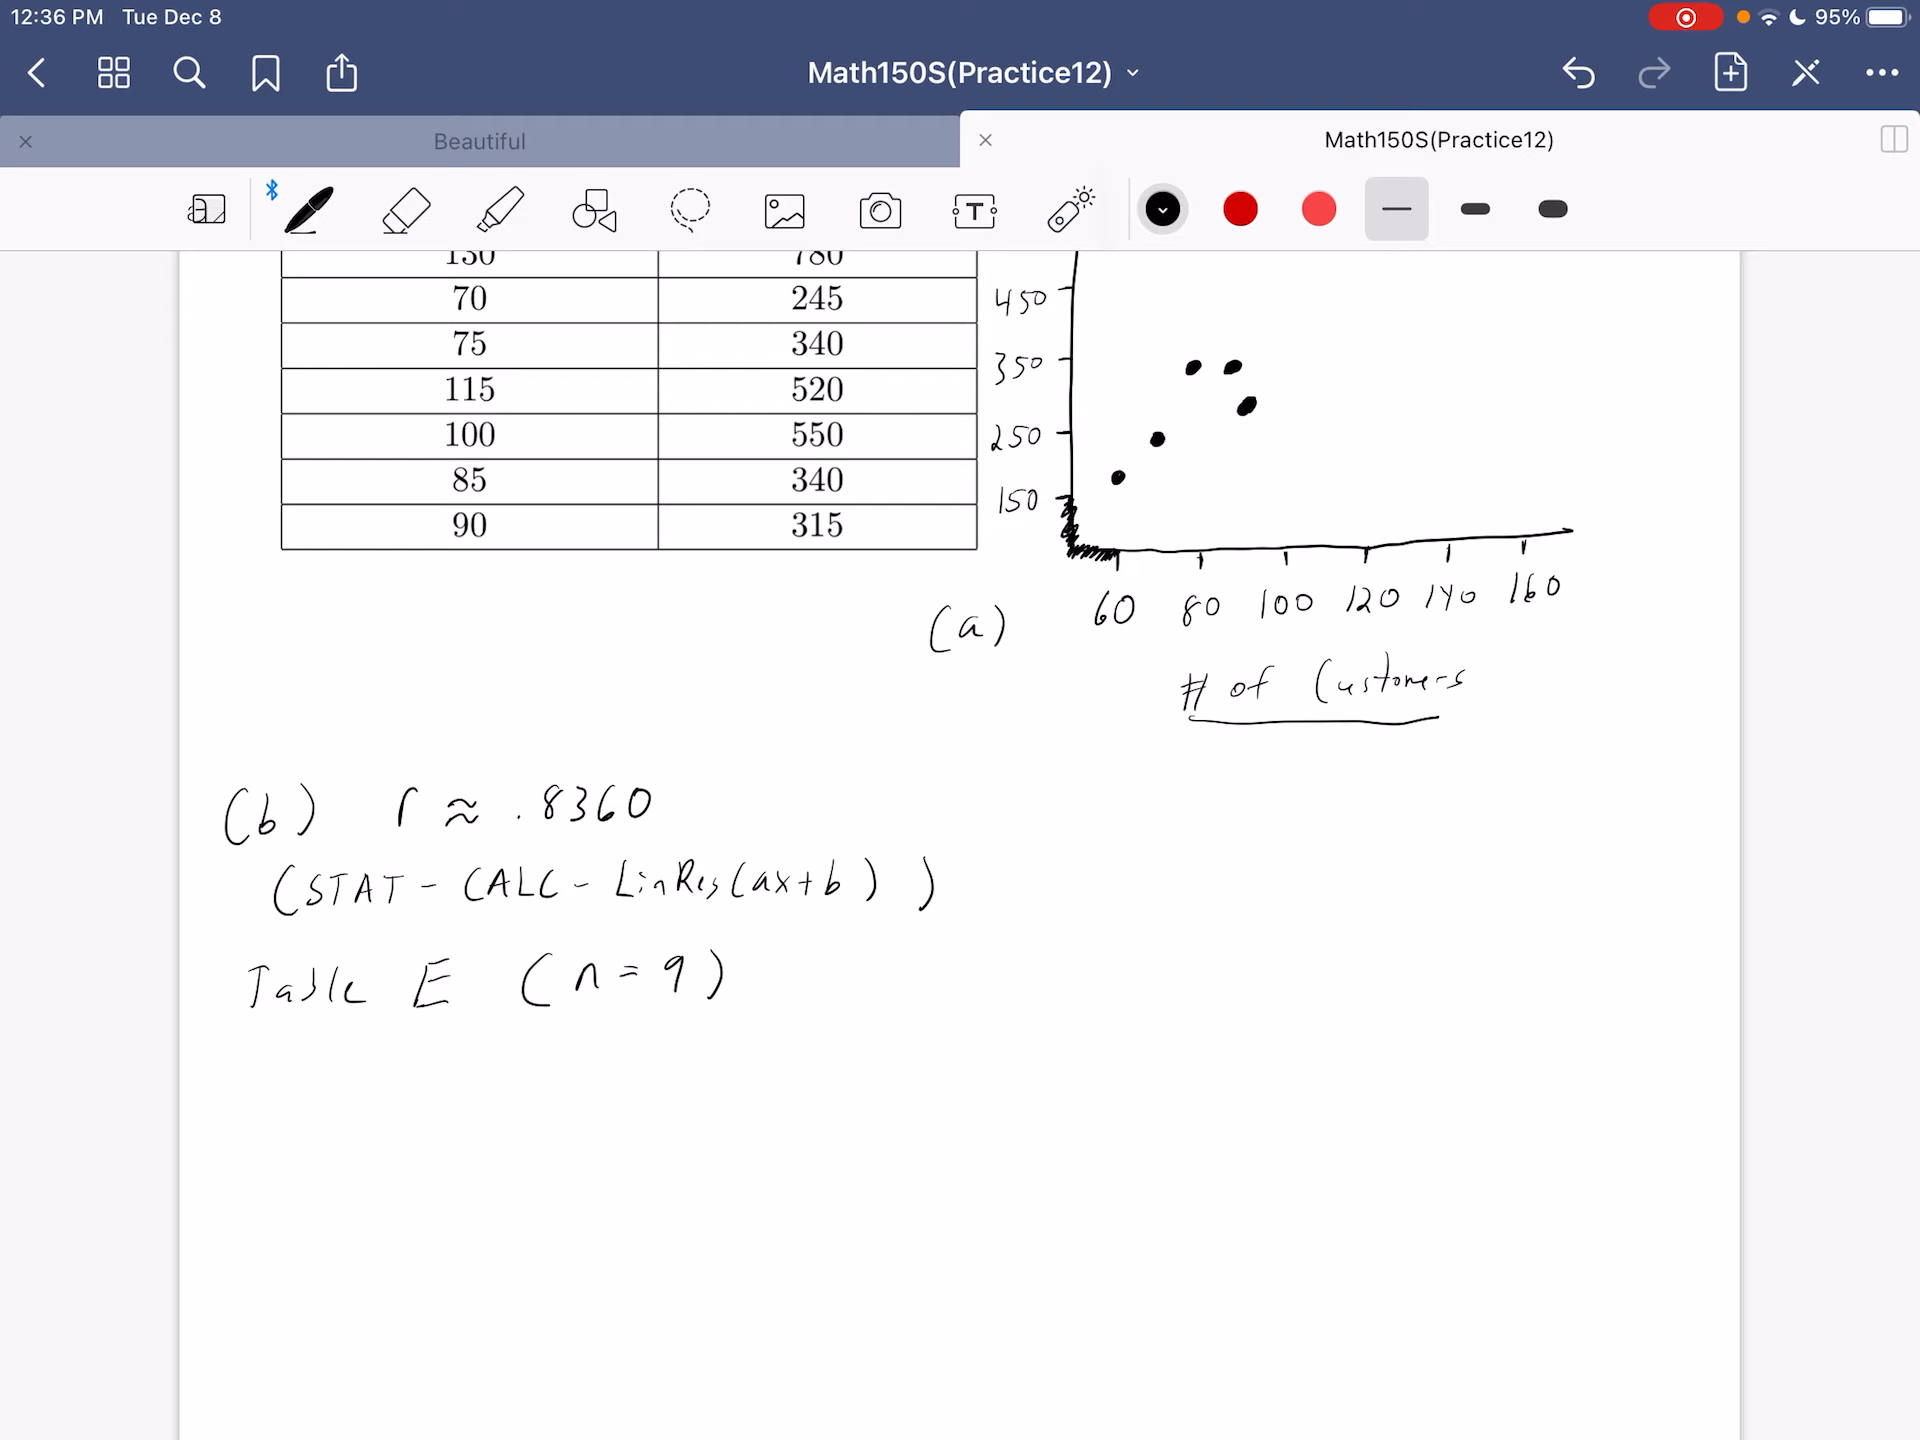 12:36 PM Tue Dec 8
95%
Math150S(Practice12)
Beautiful
Math150S(Practice12)
T
130 780
70 245
75 340
115 520
100 550
85 340
90 315
450
350
250
150
60 80 100 120 140 160
(a)
# of Customers
(b) r ≈ .8360
(STAT - CALC - LinReg(ax+b))
Table E (n = 9)